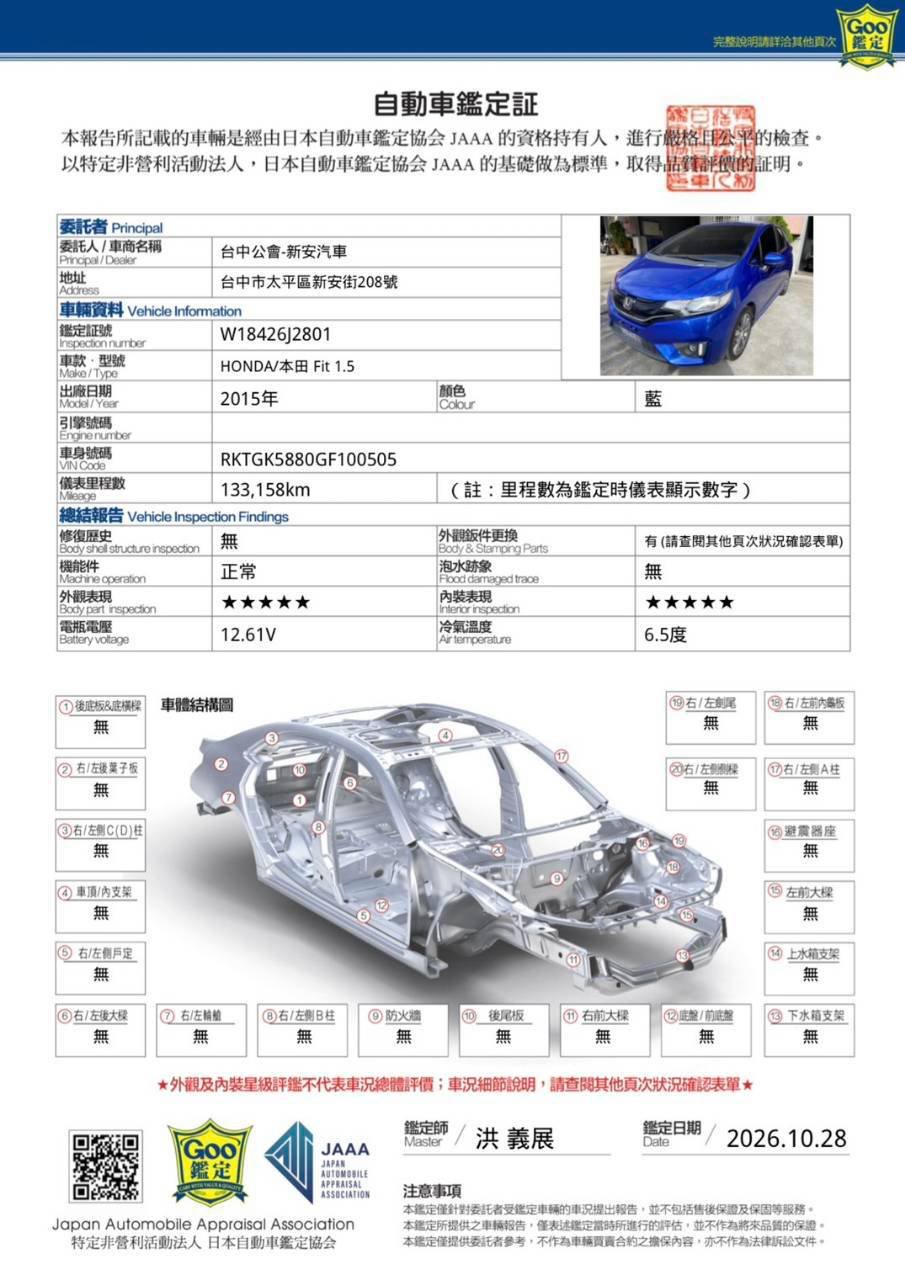 完整說明請詳洽其他頁次
Goo
鑑定
自動車鑑定証
本報告所記載的車輛是經由日本自動車鑑定協会 JAAA 的資格持有人，進行嚴格且公平的檢查。
以特定非營利活動法人，日本自動車鑑定協会 JAAA 的基礎做為標準，取得品質評價的証明。
委託者 Principal
委託人 / 車商名稱
Principal / Dealer
台中公會-新安汽車
地址
Address
台中市太平區新安街208號
車輛資料 Vehicle Information
鑑定証號
Inspection number
W18426J2801
車款．型號
Make / Type
HONDA/本田 Fit 1.5
出廠日期
Model / Year
2015年
顏色
Colour
藍
引擎號碼
Engine number
車身號碼
VIN Code
RKTGK5880GF100505
儀表里程數
Mileage
133,158km
（註：里程數為鑑定時儀表顯示數字）
總結報告 Vehicle Inspection Findings
修復歷史
Body shell structure inspection
無
外觀鈑件更換
Body & Stamping Parts
有 (請查閱其他頁次狀況確認表單)
機能件
Machine operation
正常
泡水跡象
Flood damaged trace
無
外觀表現
Body part inspection
★★★★★
內裝表現
Interior inspection
★★★★★
電瓶電壓
Battery voltage
12.61V
冷氣溫度
Air temperature
6.5度
車體結構圖
①後底板&底橫樑
無
②右/左後葉子板
無
③右/左側C(D)柱
無
④車頂/內支架
無
⑤右/左側戶定
無
⑥右/左後大樑
無
⑦右/左輪艙
無
⑧右/左側B柱
無
⑨防火牆
無
⑩後尾板
無
⑪右前大樑
無
⑫底盤/前底盤
無
⑬下水箱支架
無
⑭上水箱支架
無
⑮左前大樑
無
⑯避震器座
無
⑰右/左側A柱
無
⑱右/左前內龜板
無
⑲右/左劍尾
無
⑳右/左側側樑
無
★外觀及內裝星級評鑑不代表車況總體評價；車況細節說明，請查閱其他頁次狀況確認表單★
Goo
鑑定
JAAA
JAPAN
AUTOMOBILE
APPRAISAL
ASSOCIATION
Japan Automobile Appraisal Association
特定非營利活動法人 日本自動車鑑定協会
鑑定師
Master
洪 義展
鑑定日期
Date
2026.10.28
注意事項
本鑑定僅針對委託者受鑑定車輛的車況提出報告，並不包括售後保證及保固等服務。
本鑑定所提供之車輛報告，僅表述鑑定當時所進行的評估，並不作為將來品質的保證。
本鑑定僅提供委託者參考，不作為車輛買賣合約之擔保內容，亦不作為法律訴訟文件。